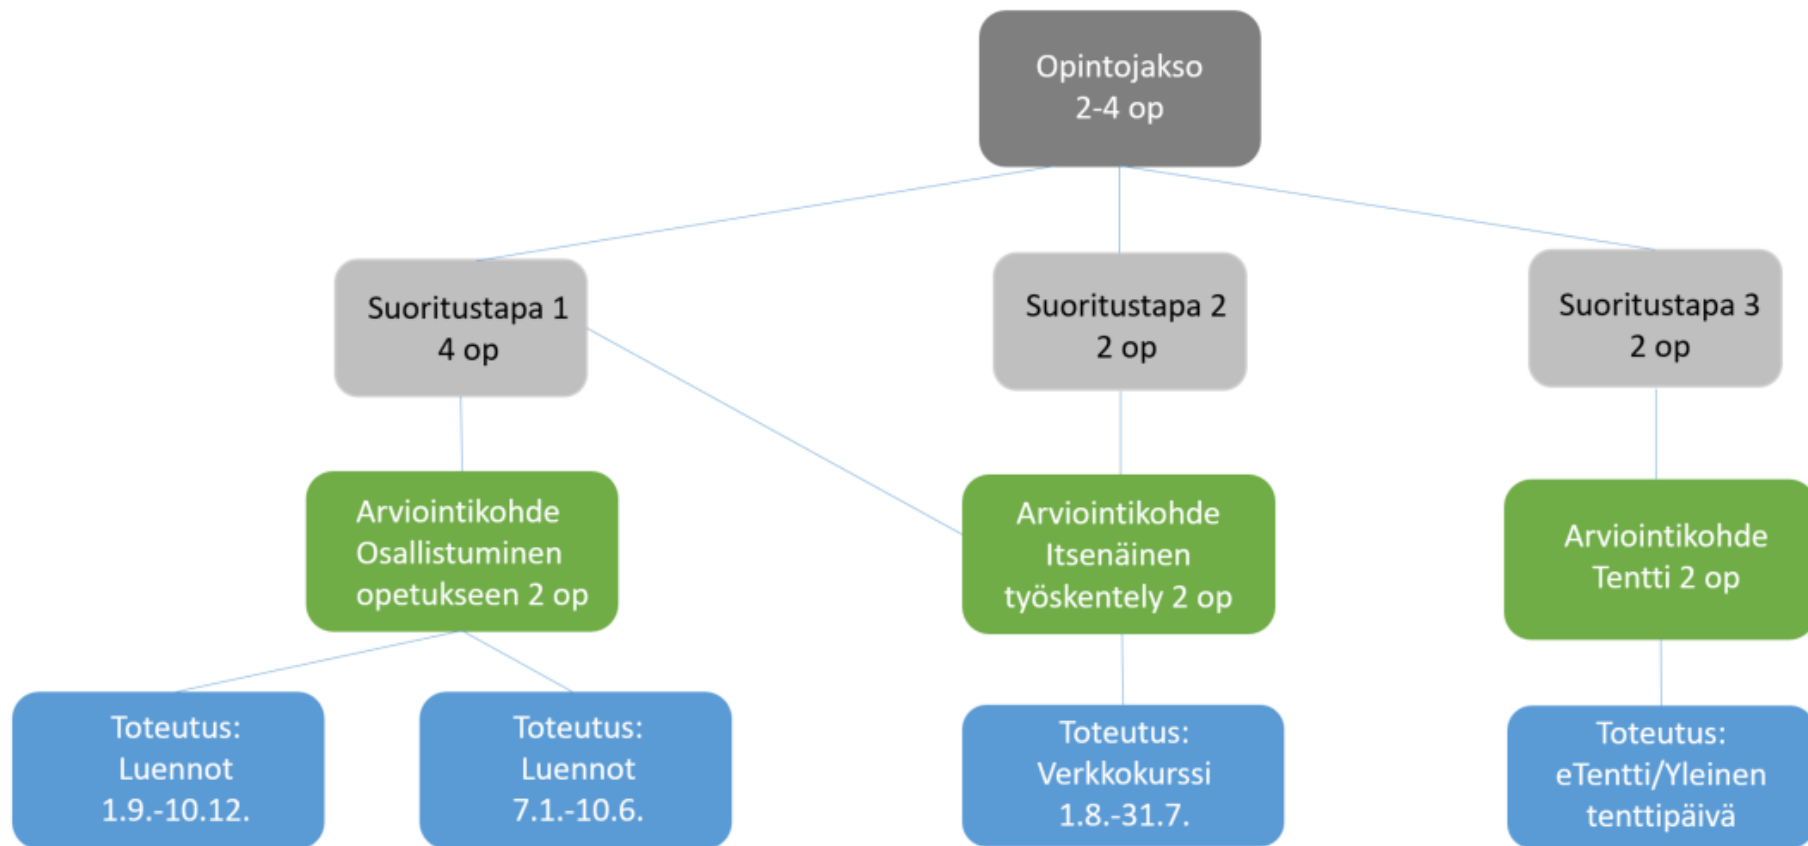 Opintojakso
2-4 op
Suoritustapa 1
4 op
Suoritustapa 2
2 op
Suoritustapa 3
2 op
Arviointikohde
Osallistuminen
opetukseen 2 op
Arviointikohde
Itsenäinen
työskentely 2 op
Arviointikohde
Tentti 2 op
Toteutus:
Luennot
1.9.-10.12.
Toteutus:
Luennot
7.1.-10.6.
Toteutus:
Verkkokurssi
1.8.-31.7.
Toteutus:
eTentti/Yleinen
tenttipäivä